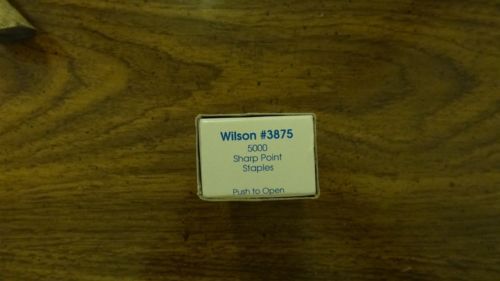 Wilson #3875
5000
Sharp Point
Staples
Push to Open